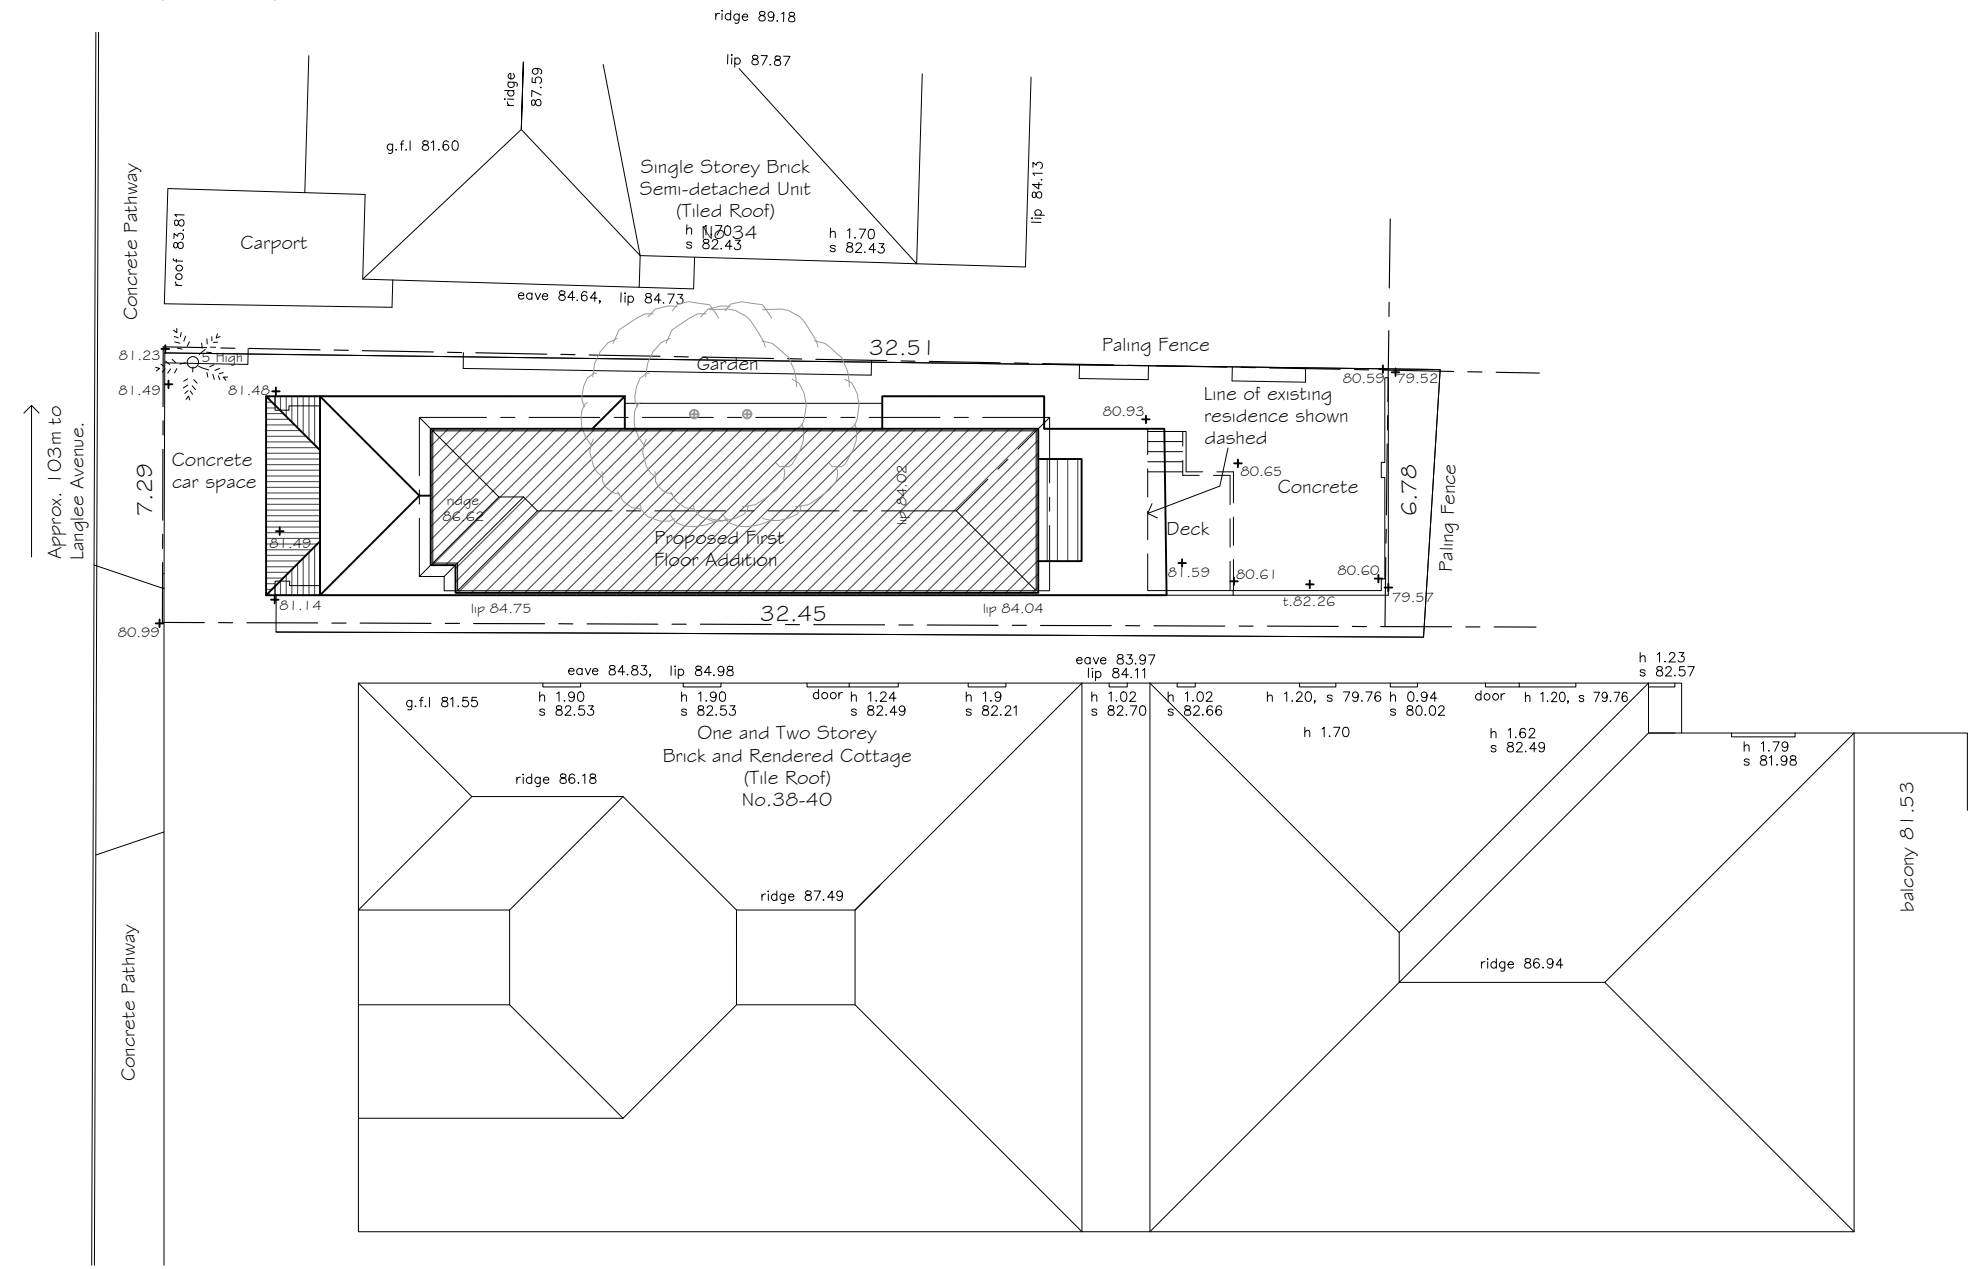 ridge 89.18
lip 87.87
ridge
87.59
g.f.l 81.60
Single Storey Brick
Semi-detached Unit
(Tiled Roof)
No.34
h 1.70
s 82.43
h 1.70
s 82.43
lip 84.13
Concrete Pathway
roof 83.81
Carport
eave 84.64, lip 84.73
81.23
5 High
Garden
32.51
Paling Fence
81.49
81.48
80.59
79.52
Line of existing
residence shown
dashed
80.93
Approx. 103m to
Langlee Avenue.
7.29
Concrete
car space
ridge
86.62
lip 84.02
80.65
Concrete
6.78
Paling Fence
81.49
Proposed First
Floor Addition
Deck
81.59
80.61
80.60
t.82.26
79.57
81.14
lip 84.75
32.45
lip 84.04
80.99
eave 84.83, lip 84.98
eave 83.97
lip 84.11
h 1.23
s 82.57
g.f.l 81.55
h 1.90
s 82.53
h 1.90
s 82.53
door
h 1.24
s 82.49
h 1.9
s 82.21
h 1.02
s 82.70
h 1.02
s 82.66
h 1.20, s 79.76
h 0.94
s 80.02
door
h 1.20, s 79.76
h 1.70
h 1.62
s 82.49
h 1.79
s 81.98
One and Two Storey
Brick and Rendered Cottage
(Tile Roof)
No.38-40
ridge 86.18
ridge 87.49
ridge 86.94
balcony 81.53
Concrete Pathway